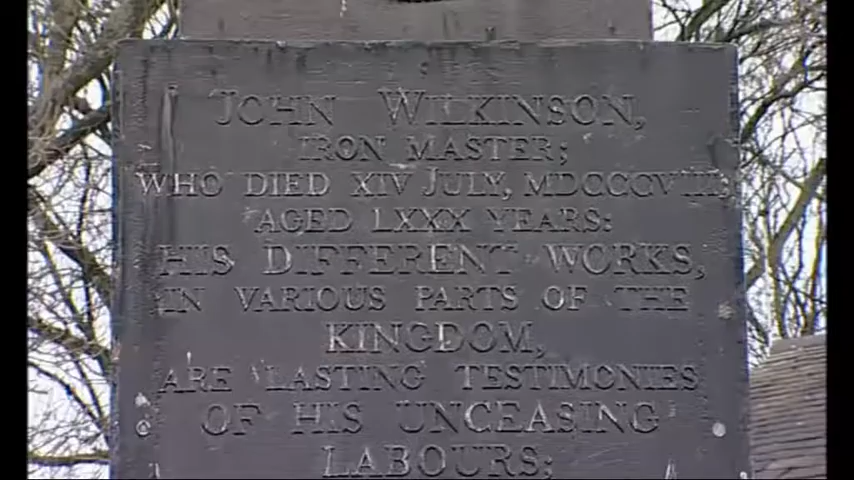 JOHN WILKINSON,
IRON MASTER;
WHO DIED XIV JULY, MDCCCVIII;
AGED LXXX YEARS:
HIS DIFFERENT WORKS,
IN VARIOUS PARTS OF THE
KINGDOM,
ARE LASTING TESTIMONIES
OF HIS UNCEASING
LABOURS: